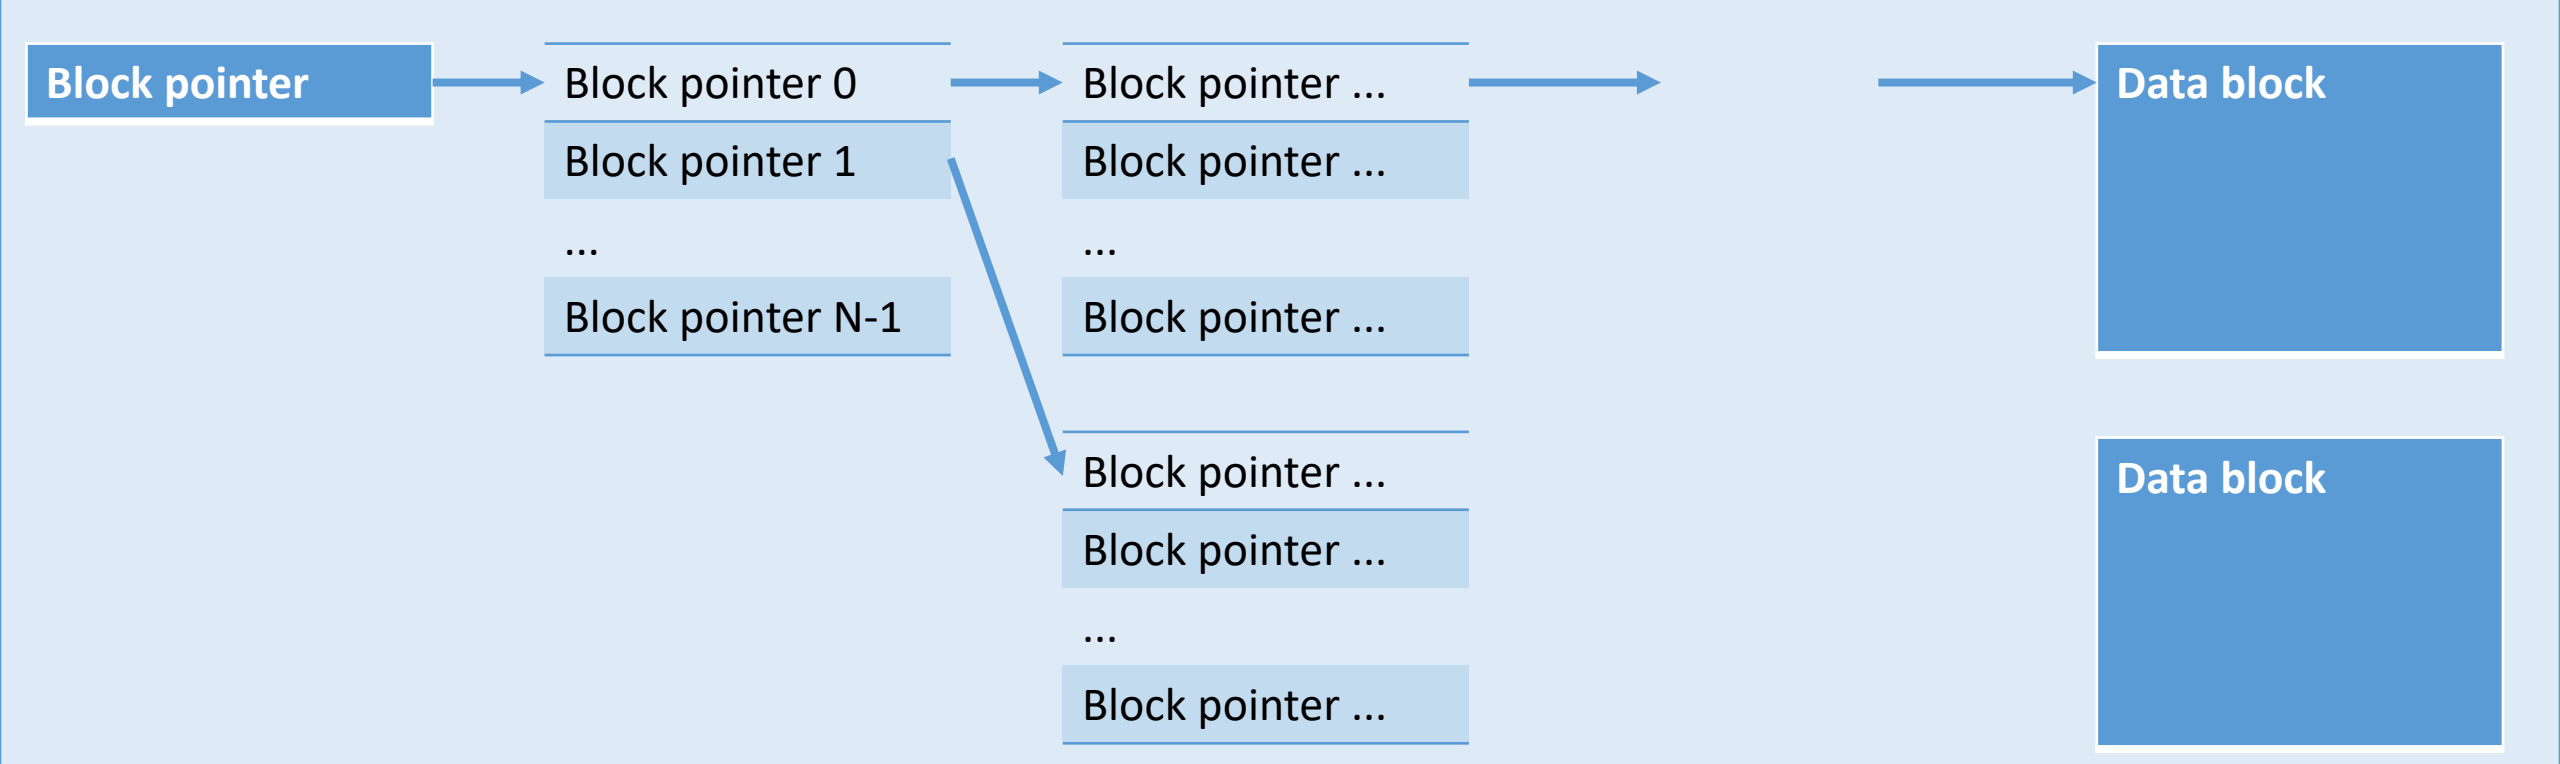 Block pointer
Block pointer 0
Block pointer 1
...
Block pointer N-1
Block pointer ...
Block pointer ...
...
Block pointer ...
Block pointer ...
Block pointer ...
...
Block pointer ...
Data block
Data block